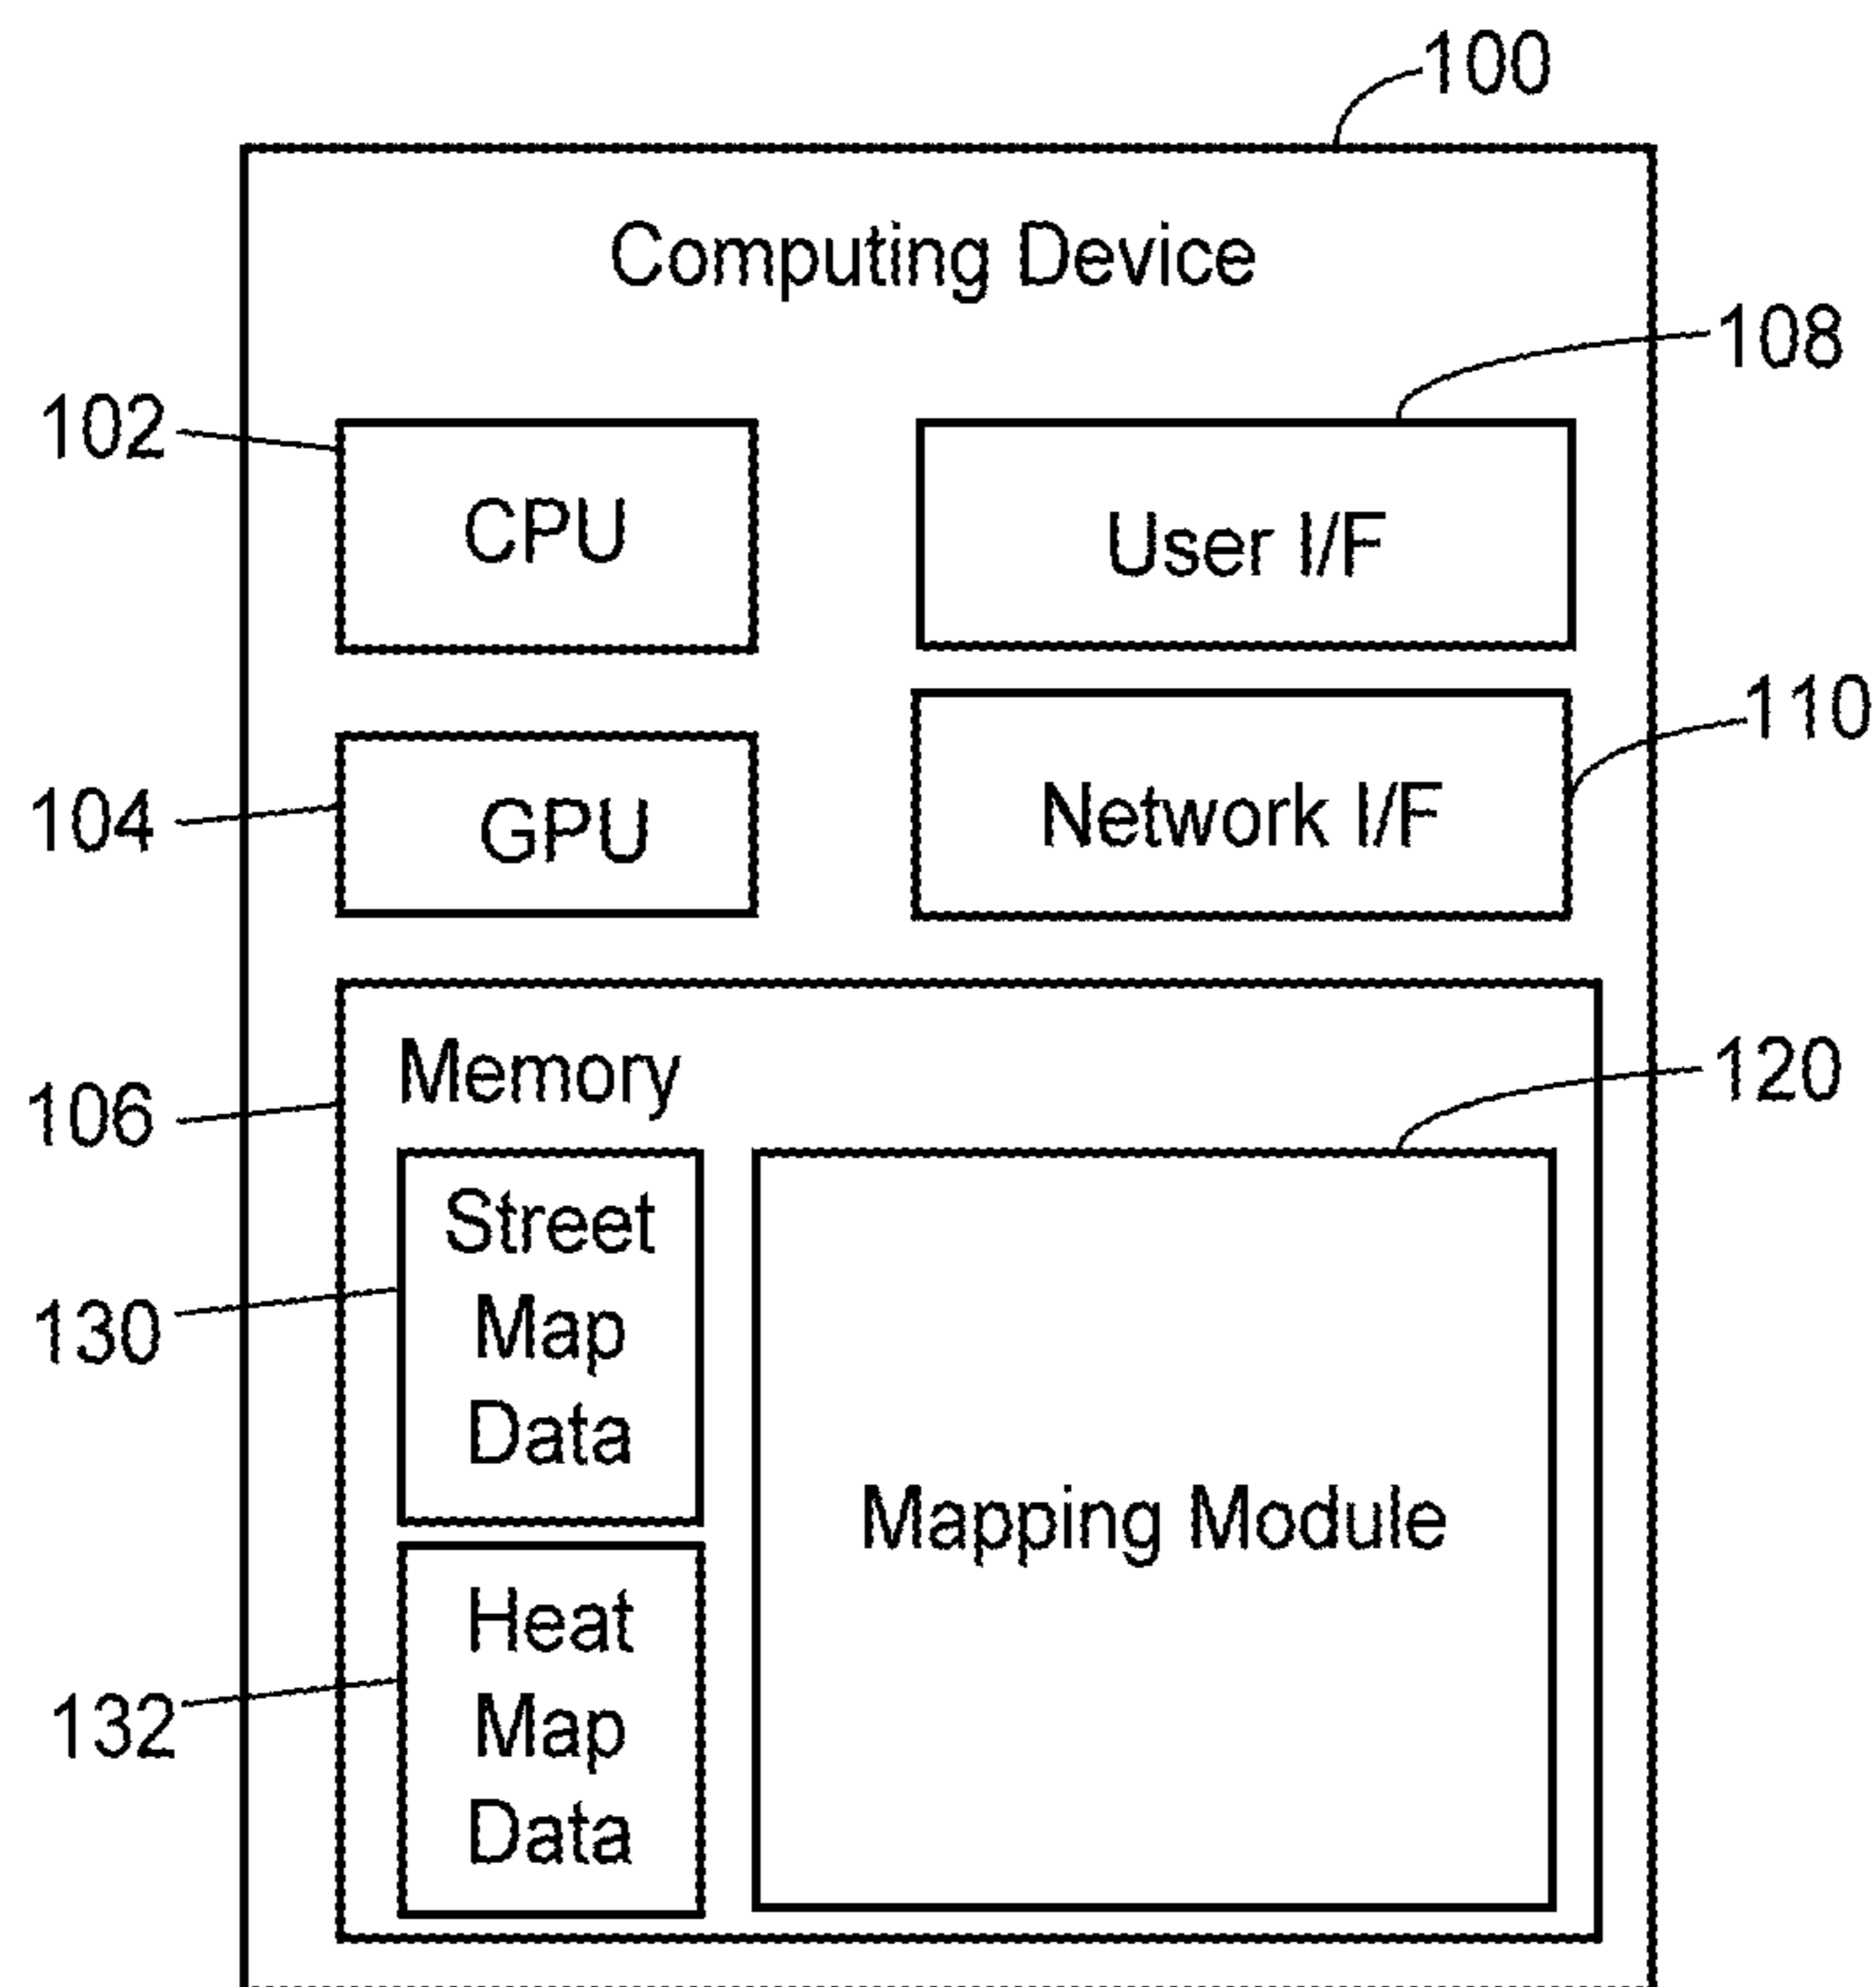 100
Computing Device
108
102
CPU
User I/F
110
104
GPU
Network I/F
Memory
120
106
Street
Map
Data
130
Mapping Module
Heat
Map
Data
132